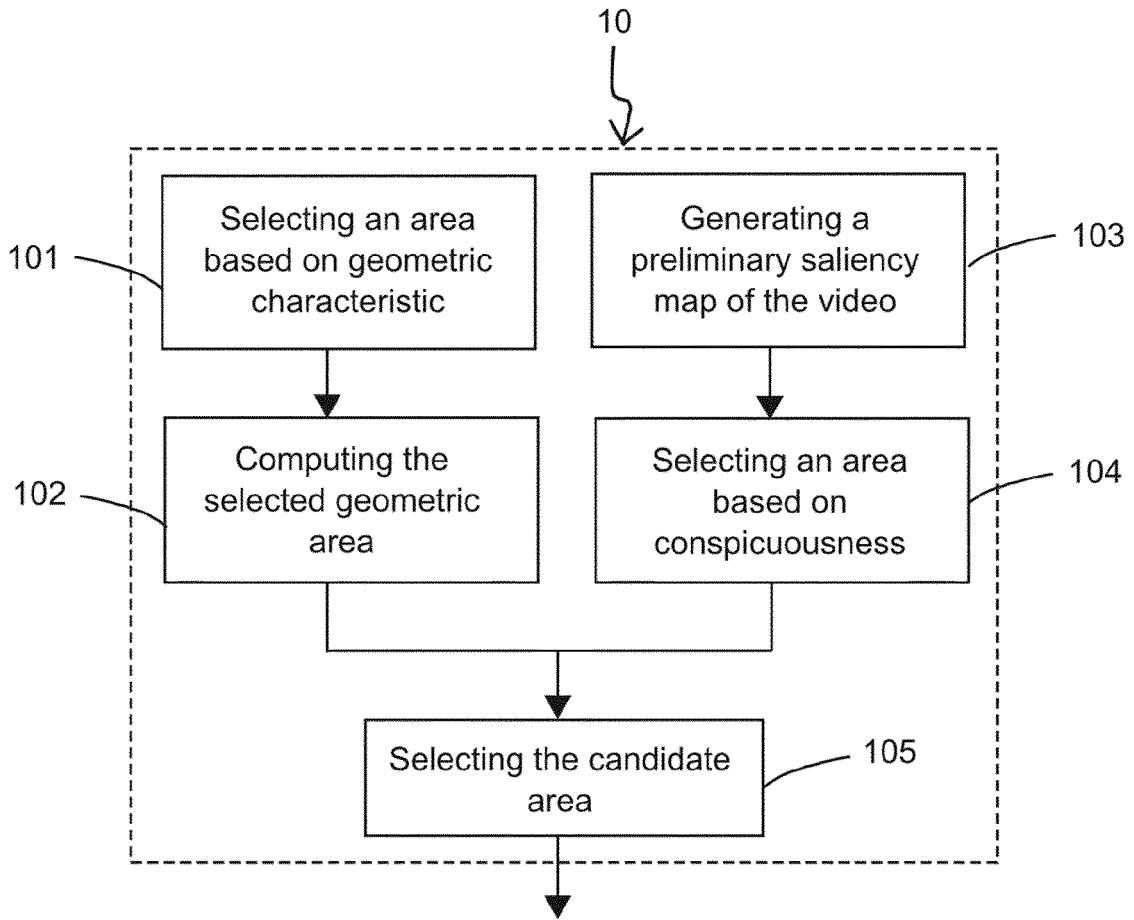 10
Selecting an area
based on geometric
characteristic
101
Generating a
preliminary saliency
map of the video
103
Computing the
selected geometric
area
102
Selecting an area
based on
conspicuousness
104
Selecting the candidate
area
105